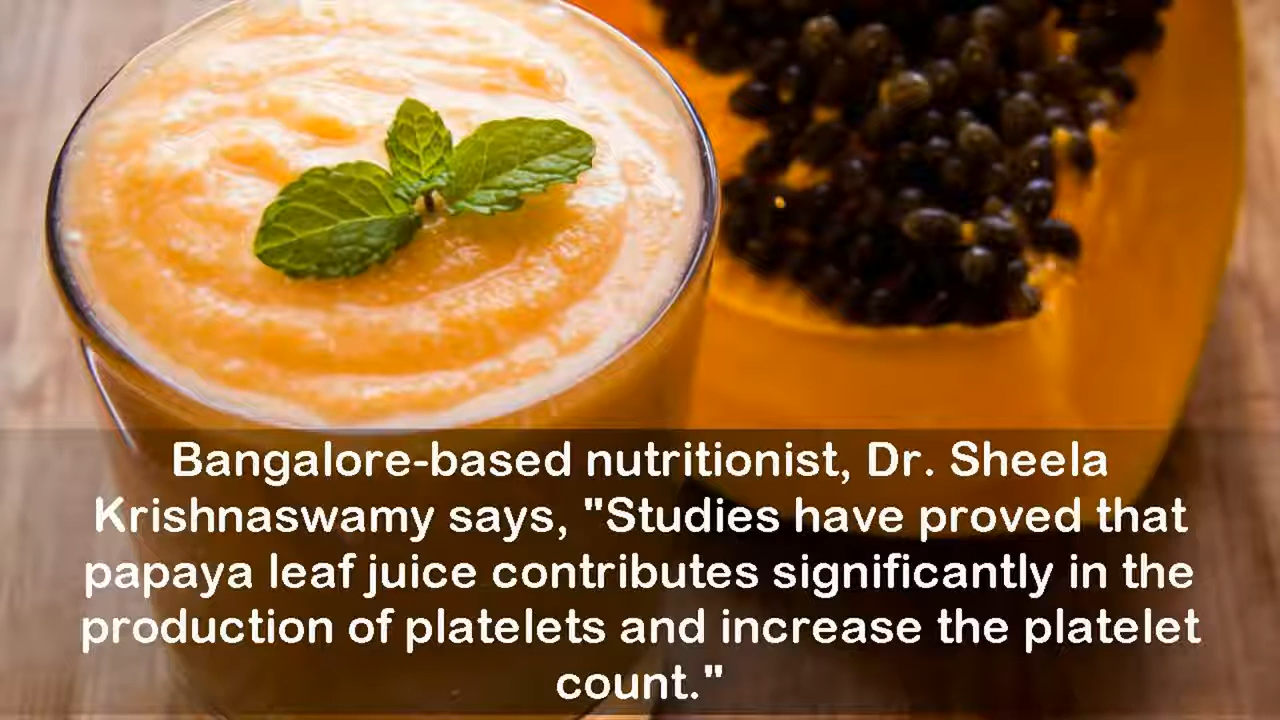 Bangalore-based nutritionist, Dr. Sheela
Krishnaswamy says, "Studies have proved that
papaya leaf juice contributes significantly in the
production of platelets and increase the platelet
count."